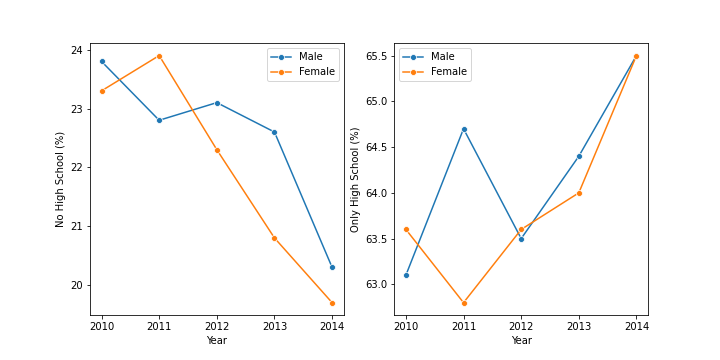 No High School (%)
24
23
22
21
20
2010 2011 2012 2013 2014
Year
Male
Female
Only High School (%)
65.5
65.0
64.5
64.0
63.5
63.0
2010 2011 2012 2013 2014
Year
Male
Female